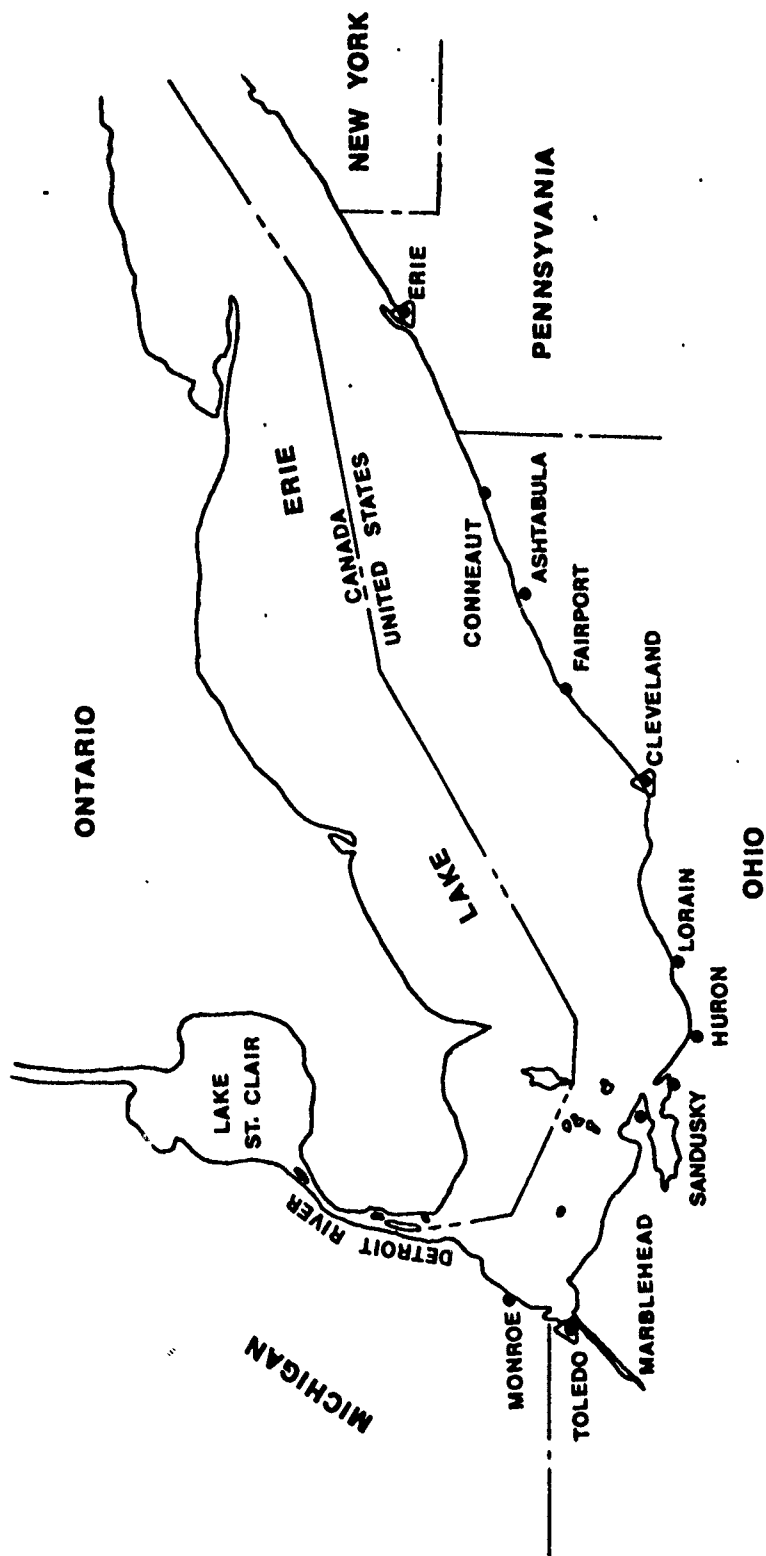 ONTARIO
LAKE
ST. CLAIR
DETROIT RIVER
MICHIGAN
LAKE ERIE
CANADA
UNITED STATES
NEW YORK
PENNSYVANIA
ERIE
CONNEAUT
ASHTABULA
FAIRPORT
CLEVELAND
LORAIN
HURON
SANDUSKY
MARBLEHEAD
TOLEDO
MONROE
OHIO